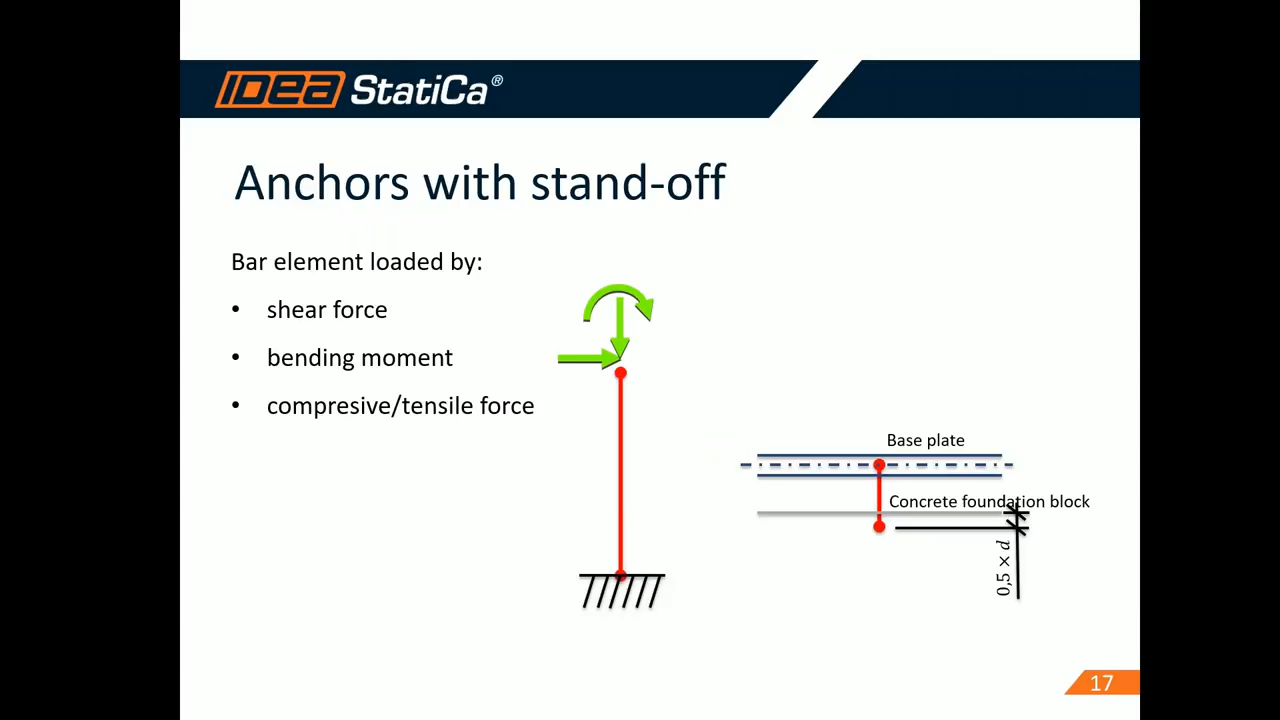 IDEA StatiCa®
Anchors with stand-off
Bar element loaded by:
• shear force
• bending moment
• compresive/tensile force
Base plate
Concrete foundation block
0,5 × d
17